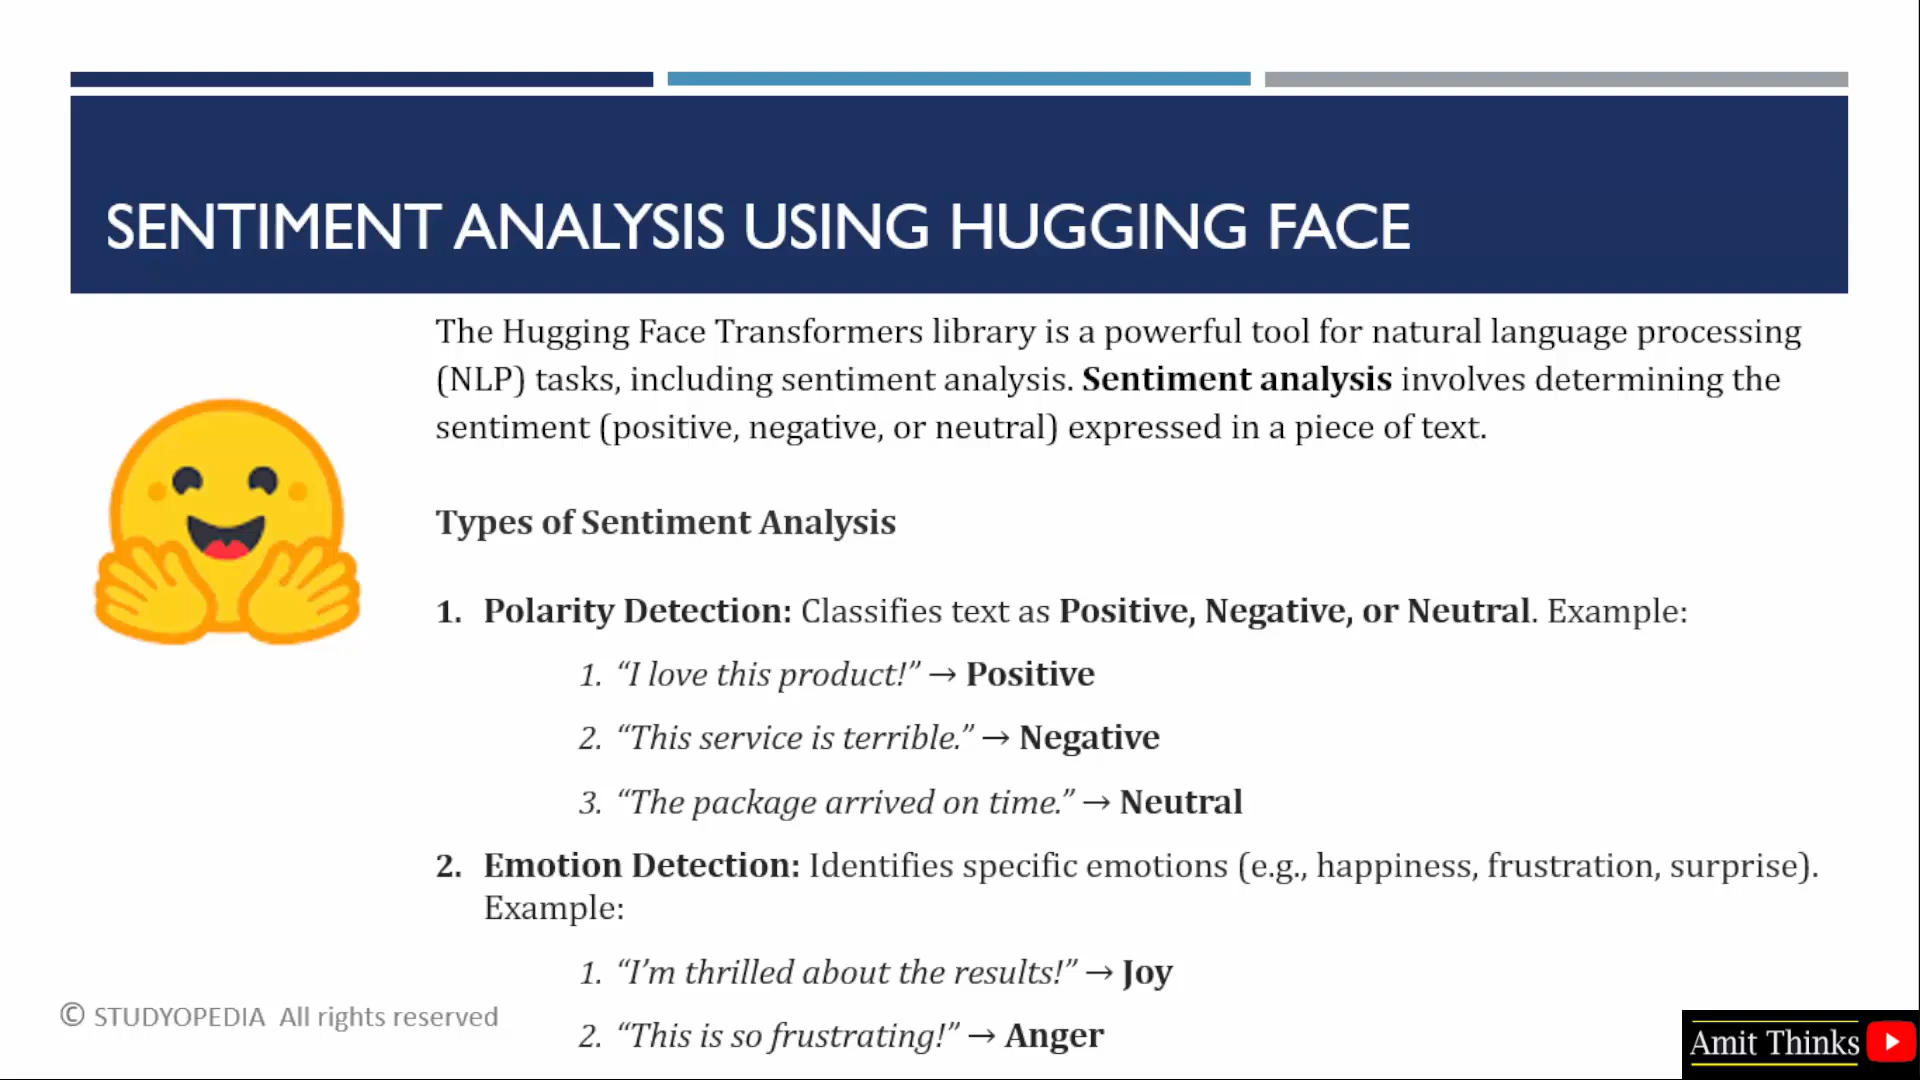 SENTIMENT ANALYSIS USING HUGGING FACE
The Hugging Face Transformers library is a powerful tool for natural language processing
(NLP) tasks, including sentiment analysis. Sentiment analysis involves determining the
sentiment (positive, negative, or neutral) expressed in a piece of text.
Types of Sentiment Analysis
1. Polarity Detection: Classifies text as Positive, Negative, or Neutral. Example:
1. “I love this product!” → Positive
2. “This service is terrible.” → Negative
3. “The package arrived on time.” → Neutral
2. Emotion Detection: Identifies specific emotions (e.g., happiness, frustration, surprise).
Example:
1. “I’m thrilled about the results!” → Joy
2. “This is so frustrating!” → Anger
© STUDYOPEDIA All rights reserved
Amit Thinks